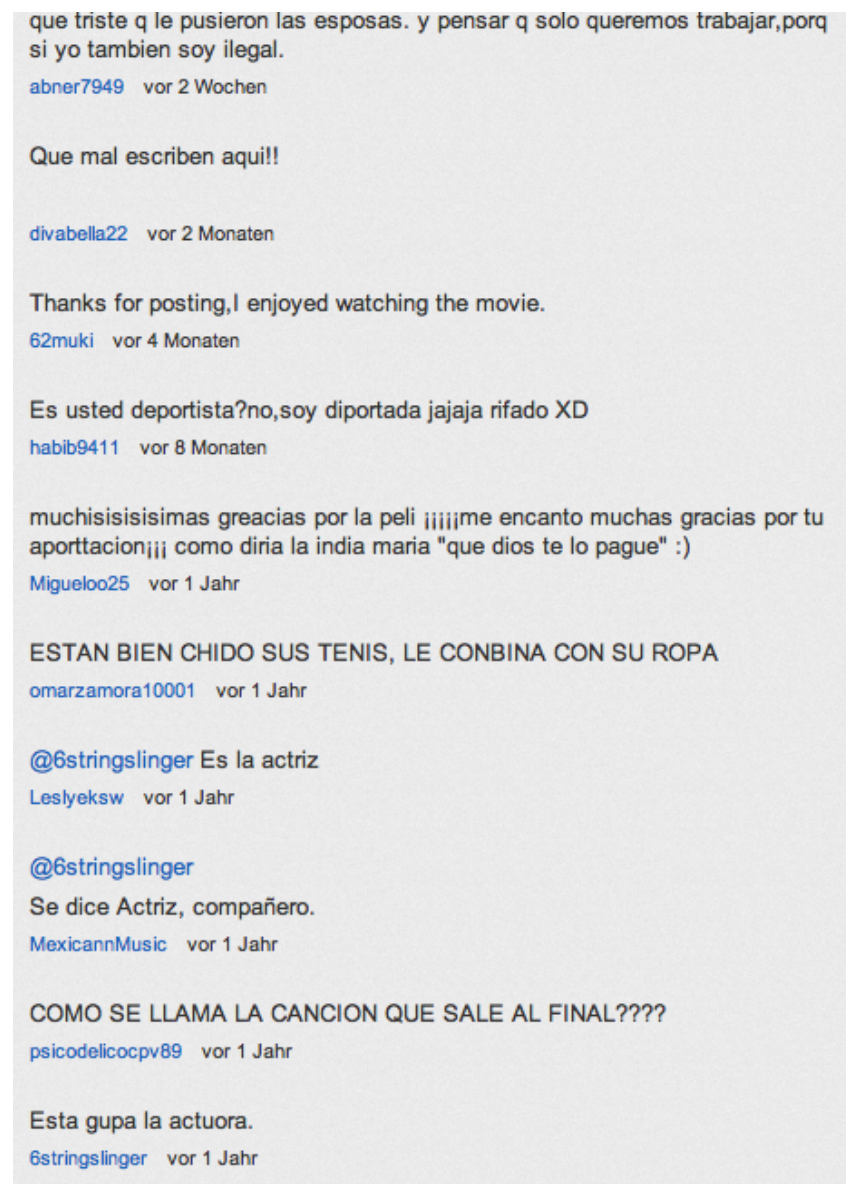 que triste q le pusieron las esposas. y pensar q solo queremos trabajar,porq
si yo tambien soy ilegal.
abner7949 vor 2 Wochen
Que mal escriben aqui!!
divabella22 vor 2 Monaten
Thanks for posting,I enjoyed watching the movie.
62muki vor 4 Monaten
Es usted deportista?no,soy diportada jajaja rifado XD
habib9411 vor 8 Monaten
muchisisisisimas greacias por la peli ¡¡¡¡¡me encanto muchas gracias por tu
aporttacion¡¡¡ como diria la india maria "que dios te lo pague" :)
Migueloo25 vor 1 Jahr
ESTAN BIEN CHIDO SUS TENIS, LE CONBINA CON SU ROPA
omarzamora10001 vor 1 Jahr
@6stringslinger Es la actriz
Leslyeksw vor 1 Jahr
@6stringslinger
Se dice Actriz, compañero.
MexicannMusic vor 1 Jahr
COMO SE LLAMA LA CANCION QUE SALE AL FINAL????
psicodelicocpv89 vor 1 Jahr
Esta gupa la actuora.
6stringslinger vor 1 Jahr